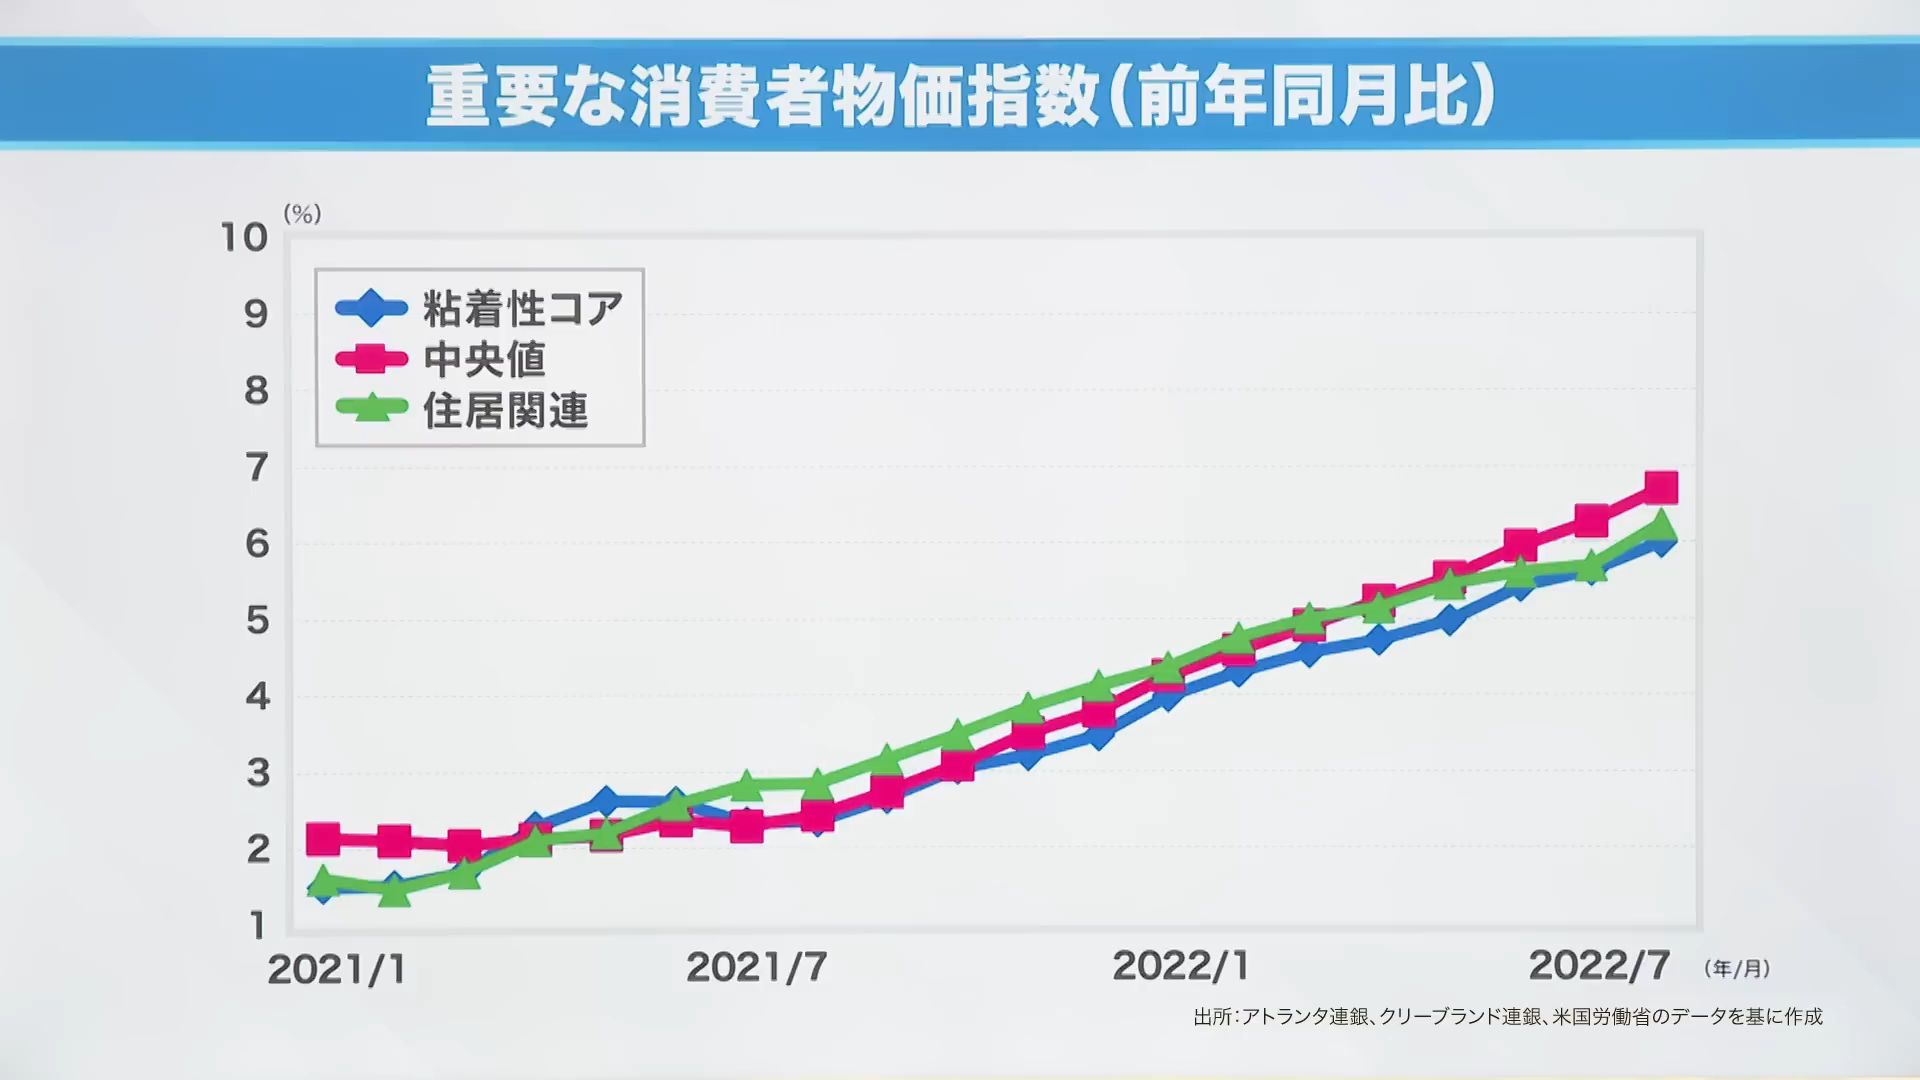 重要な消費者物価指数(前年同月比)
(%)
10
9
8
7
6
5
4
3
2
1
粘着性コア
中央値
住居関連
2021/1
2021/7
2022/1
2022/7
(年/月)
出所:アトランタ連銀、クリーブランド連銀、米国労働省のデータを基に作成